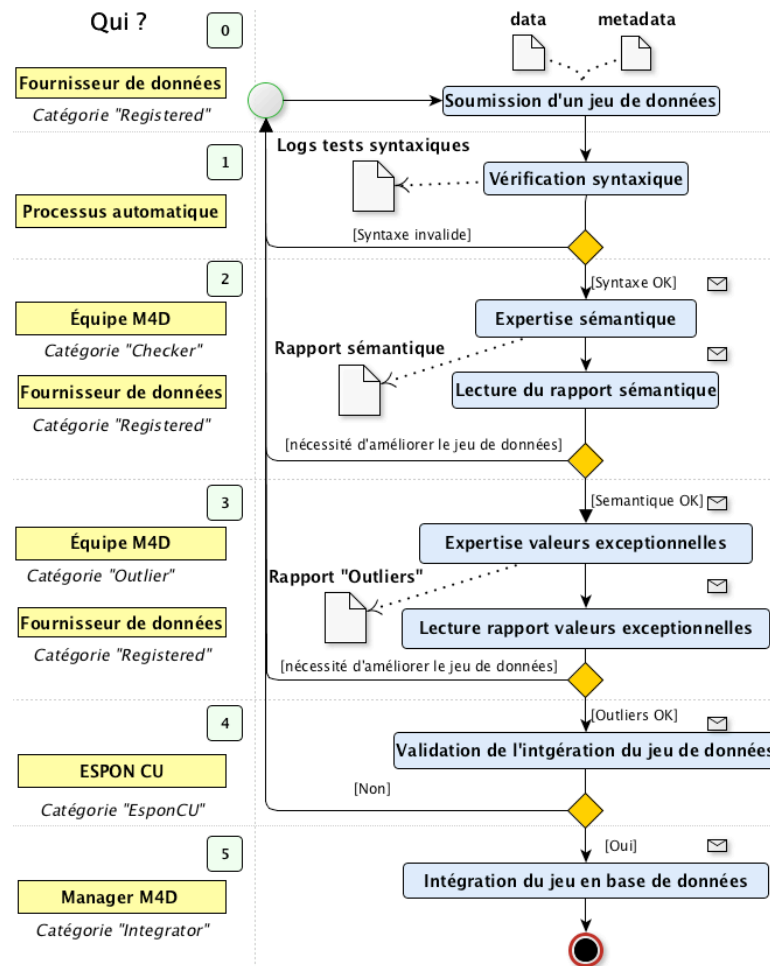 Qui ?
0
data
metadata
Fournisseur de données
Catégorie "Registered"
Soumission d'un jeu de données
1
Logs tests syntaxiques
Vérification syntaxique
Processus automatique
[Syntaxe invalide]
2
[Syntaxe OK]
Équipe M4D
Catégorie "Checker"
Expertise sémantique
Rapport sémantique
Fournisseur de données
Catégorie "Registered"
Lecture du rapport sémantique
[nécessité d'améliorer le jeu de données]
3
[Semantique OK]
Équipe M4D
Catégorie "Outlier"
Expertise valeurs exceptionnelles
Rapport "Outliers"
Fournisseur de données
Catégorie "Registered"
Lecture rapport valeurs exceptionnelles
[nécessité d'améliorer le jeu de données]
4
[Outliers OK]
ESPON CU
Catégorie "EsponCU"
Validation de l'intgération du jeu de données
[Non]
5
[Oui]
Manager M4D
Catégorie "Integrator"
Intégration du jeu en base de données